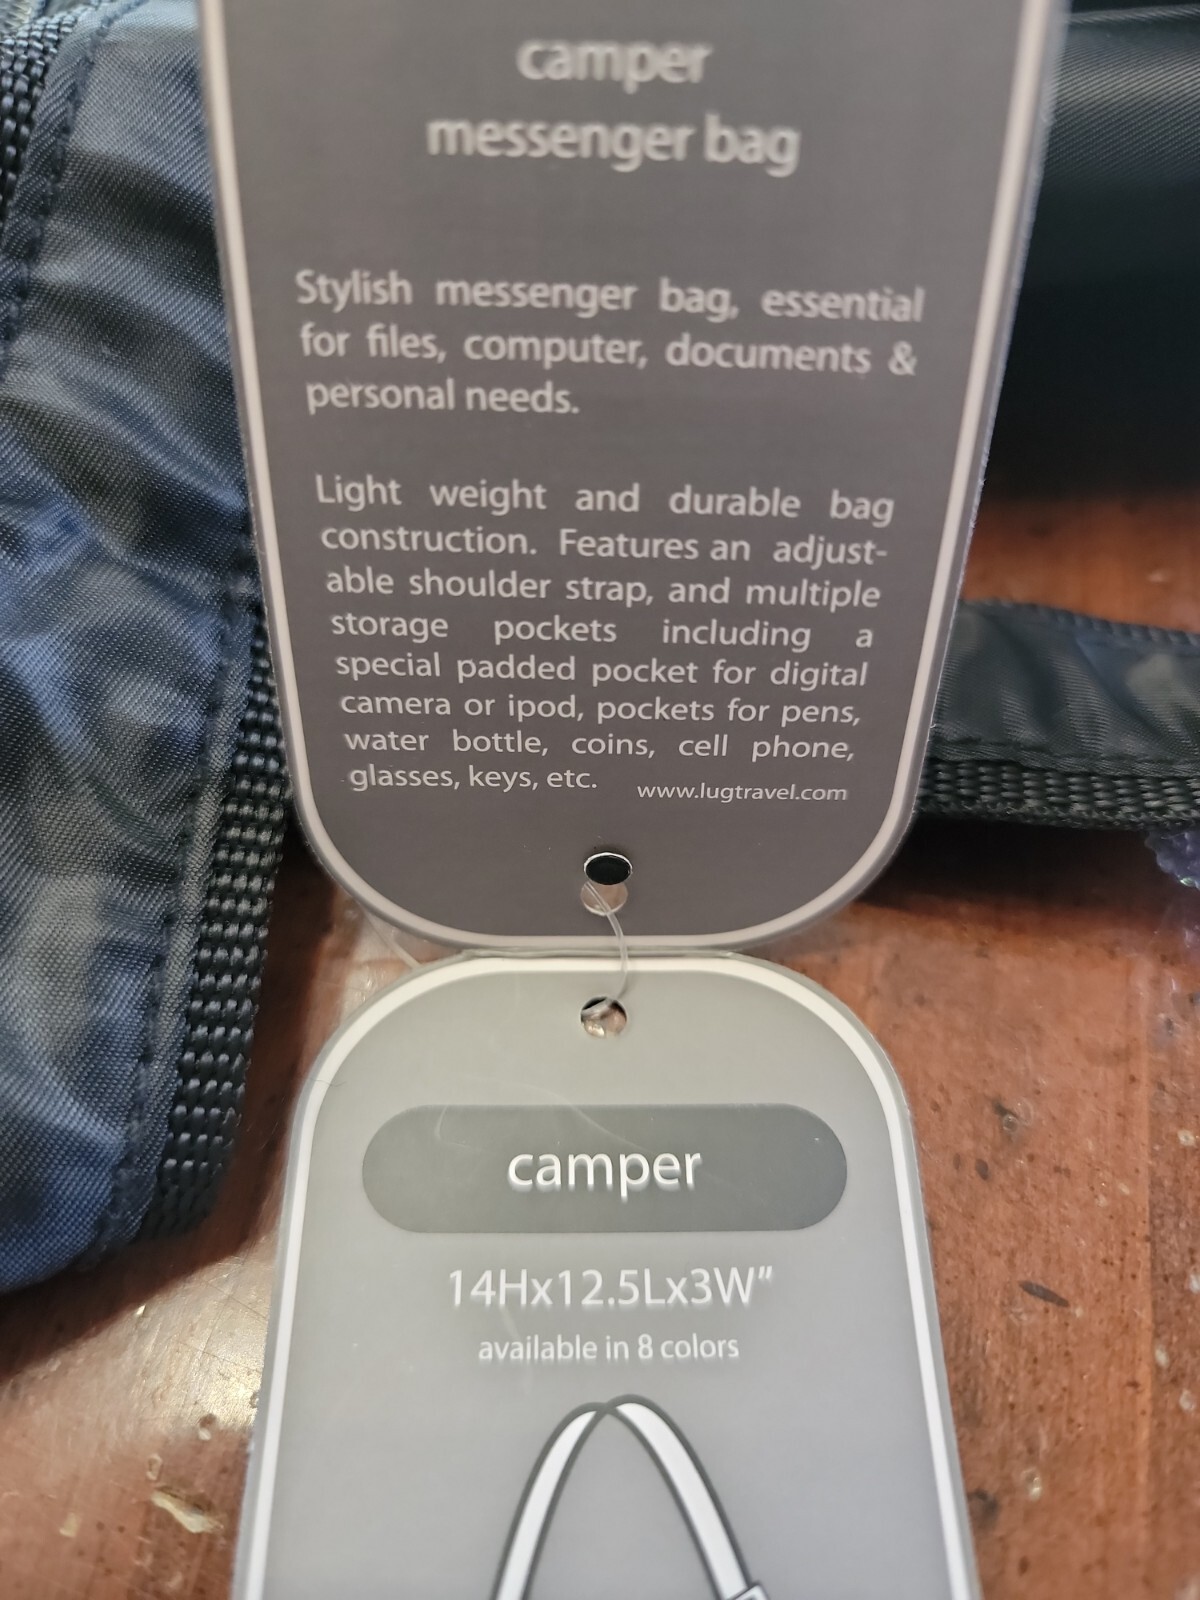 camper
messenger bag
Stylish messenger bag, essential
for files, computer, documents &
personal needs.
Light weight and durable bag
construction. Features an adjust-
able shoulder strap, and multiple
storage pockets including a
special padded pocket for digital
camera or ipod, pockets for pens,
water bottle, coins, cell phone,
glasses, keys, etc. www.lugtravel.com
camper
14Hx12.5Lx3W"
available in 8 colors